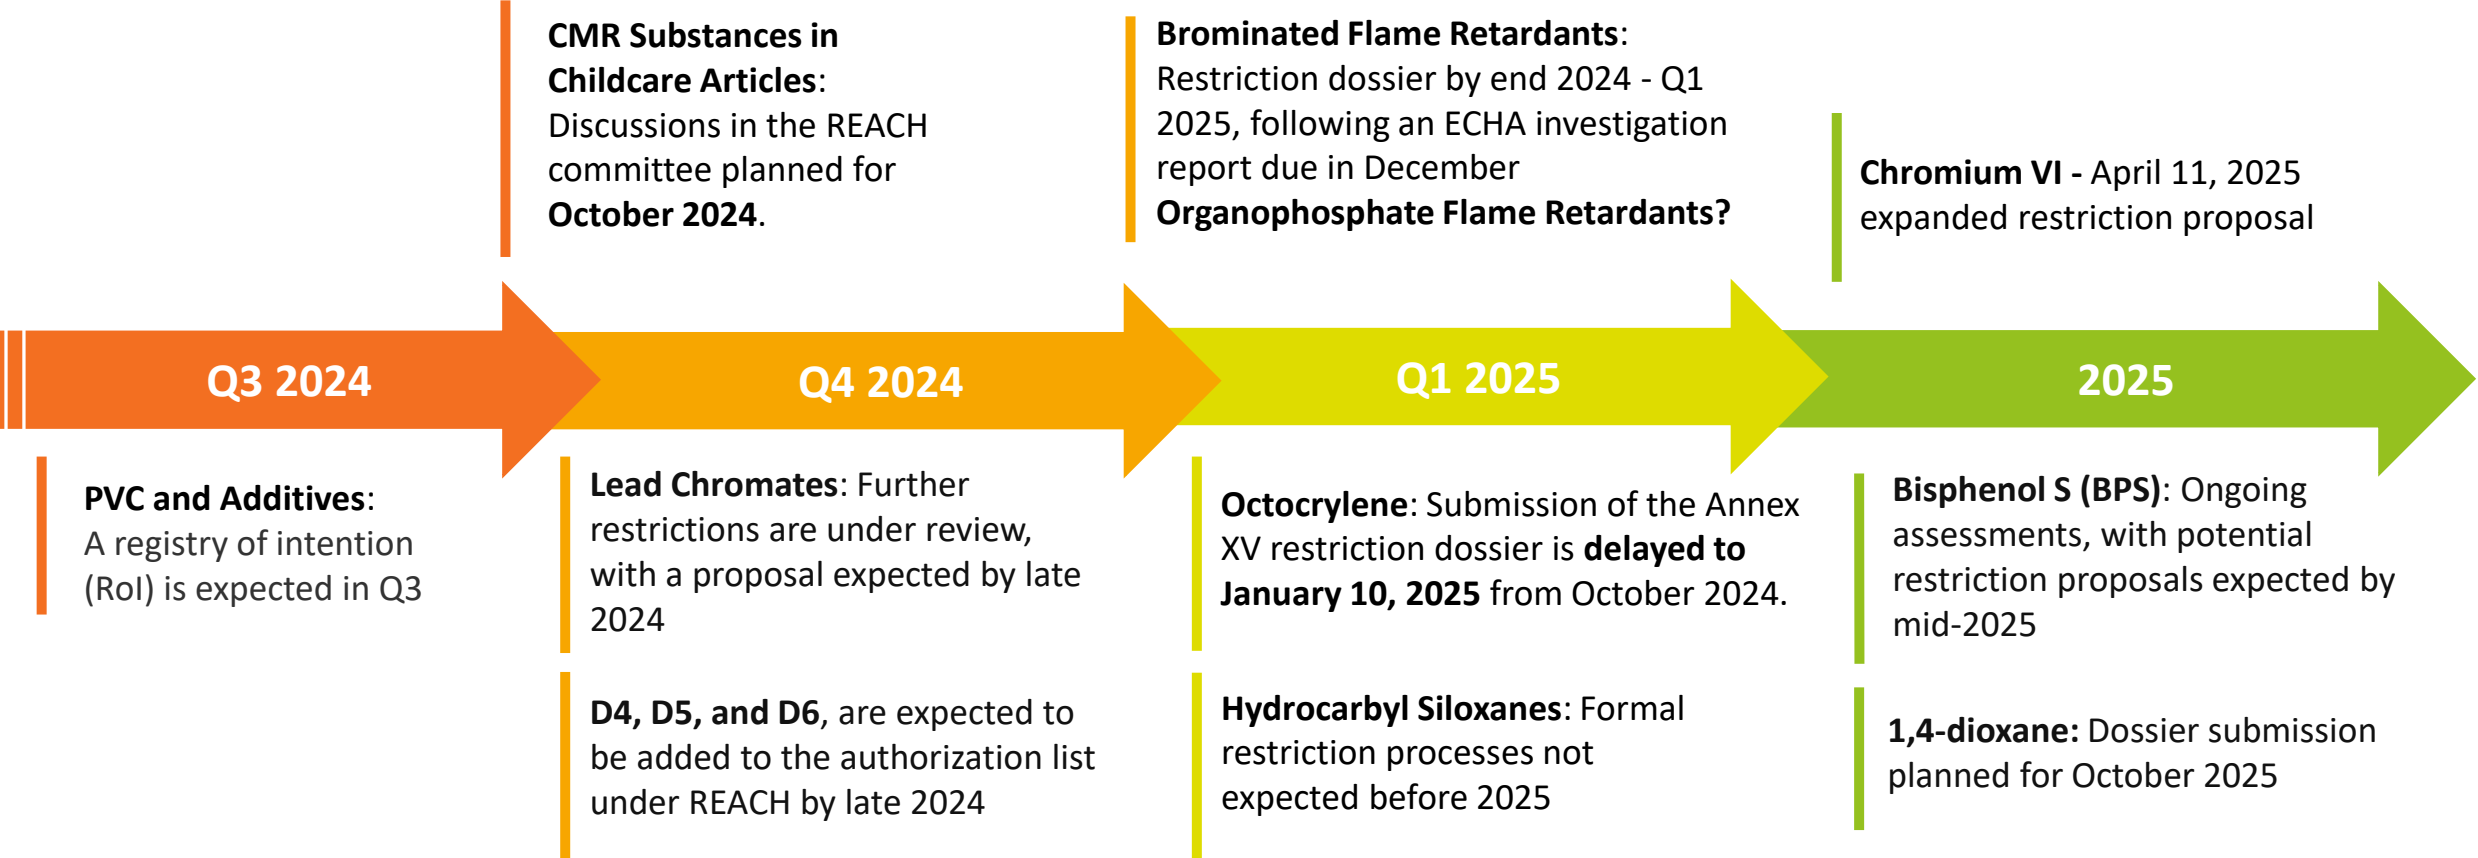 CMR Substances in
Childcare Articles:
Discussions in the REACH
committee planned for
October 2024.
Brominated Flame Retardants:
Restriction dossier by end 2024 - Q1
2025, following an ECHA investigation
report due in December
Organophosphate Flame Retardants?
Chromium VI - April 11, 2025
expanded restriction proposal
Q3 2024
Q4 2024
Q1 2025
2025
PVC and Additives:
A registry of intention
(RoI) is expected in Q3
Lead Chromates: Further
restrictions are under review,
with a proposal expected by late
2024
D4, D5, and D6, are expected to
be added to the authorization list
under REACH by late 2024
Octocrylene: Submission of the Annex
XV restriction dossier is delayed to
January 10, 2025 from October 2024.
Hydrocarbyl Siloxanes: Formal
restriction processes not
expected before 2025
Bisphenol S (BPS): Ongoing
assessments, with potential
restriction proposals expected by
mid-2025
1,4-dioxane: Dossier submission
planned for October 2025